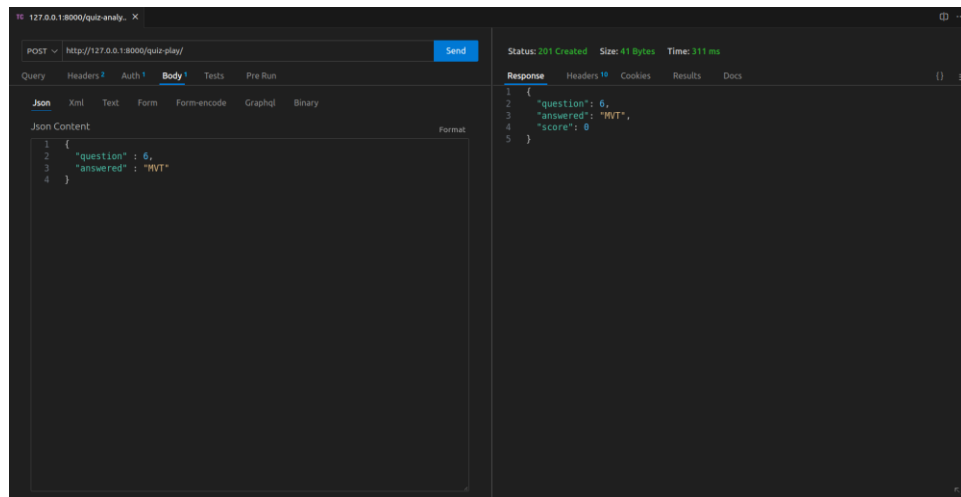 TC 127.0.0.1:8000/quiz-analy.. ×
POST http://127.0.0.1:8000/quiz-play/ Send
Query Headers 2 Auth 1 Body 1 Tests Pre Run
Json Xml Text Form Form-encode Graphql Binary
Json Content Format
1 {
2 "question" : 6,
3 "answered" : "MVT"
4 }
Status: 201 Created Size: 41 Bytes Time: 311 ms
Response Headers 10 Cookies Results Docs {}
1 {
2 "question": 6,
3 "answered": "MVT",
4 "score": 0
5 }